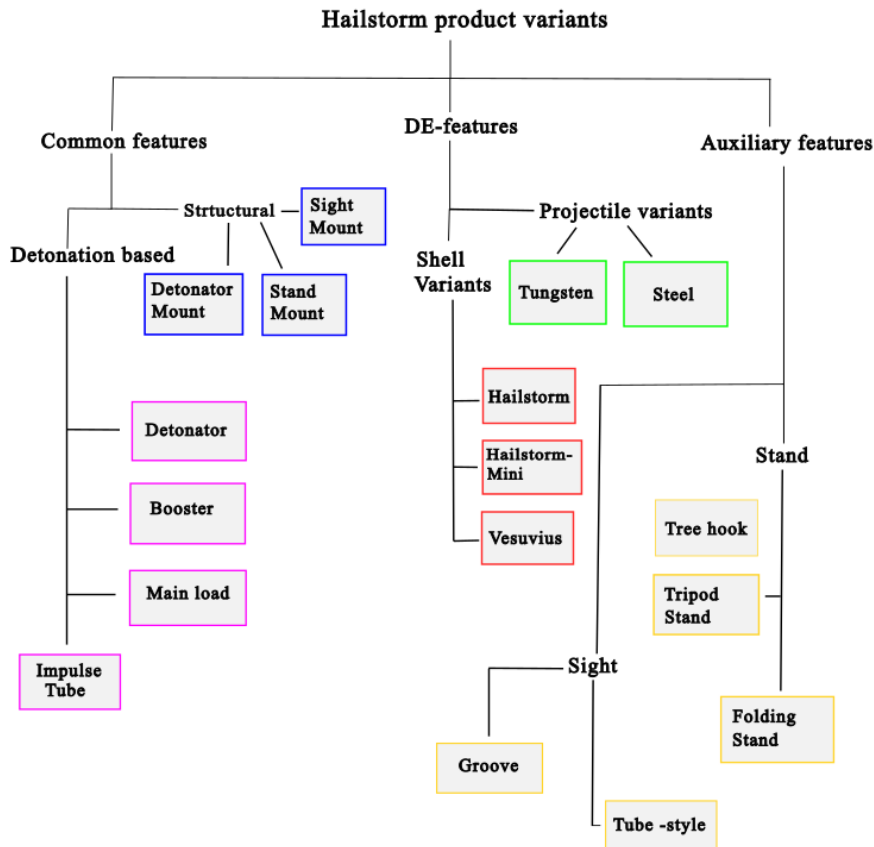 Hailstorm product variants
Common features
DE-features
Auxiliary features
Strtuctural
Sight
Mount
Projectile variants
Detonation based
Shell
Variants
Detonator
Mount
Stand
Mount
Tungsten
Steel
Hailstorm
Detonator
Hailstorm-
Mini
Stand
Booster
Vesuvius
Tree hook
Main load
Tripod
Stand
Impulse
Tube
Sight
Folding
Stand
Groove
Tube -style